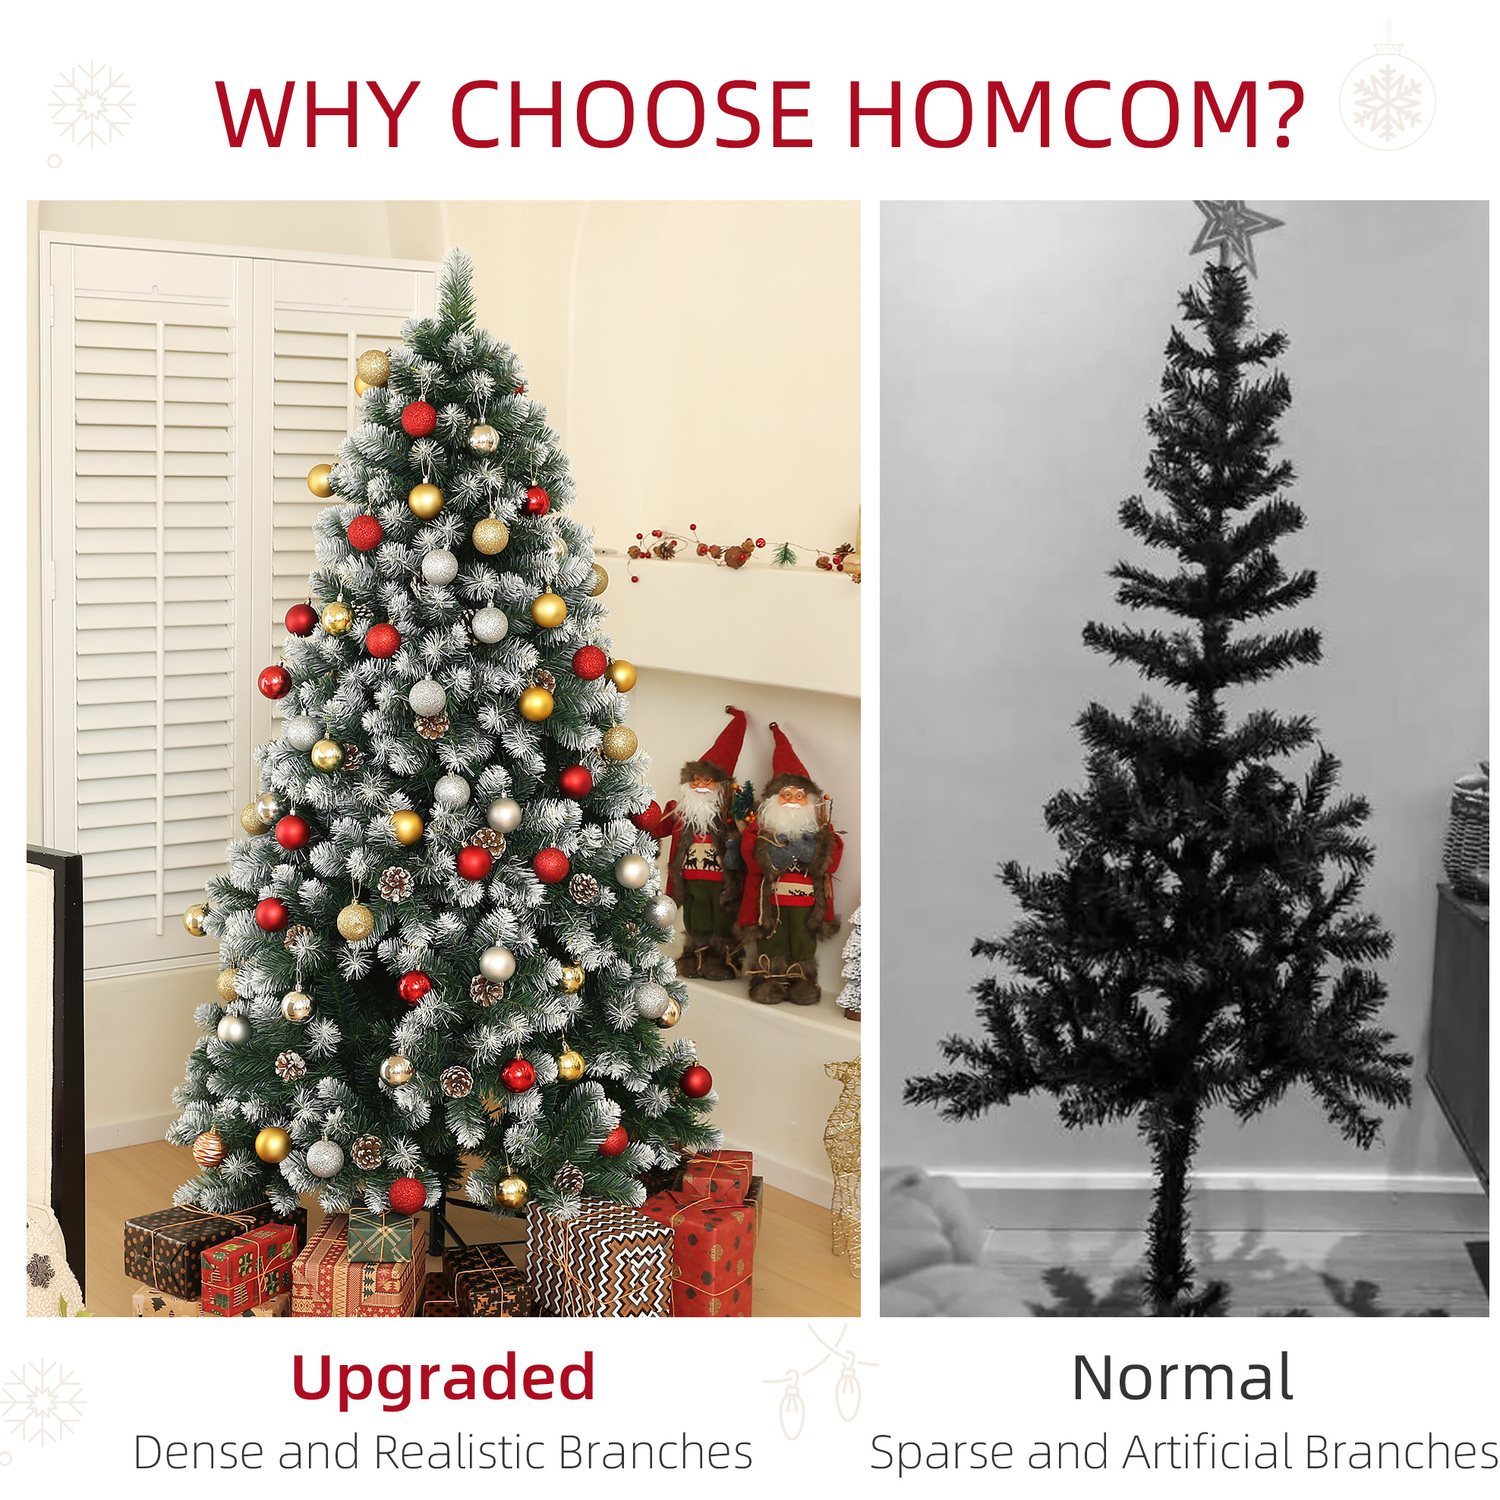 WHY CHOOSE HOMCOM?
Upgraded
Dense and Realistic Branches
Normal
Sparse and Artificial Branches